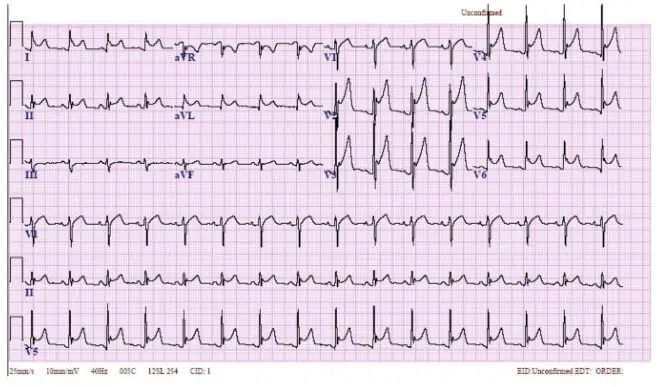 Unconfirmed
I aVR V1 V4
II aVL V2 V5
III aVF V3 V6
V1
II
V5
25mm/s 10mm/mV 40Hz 005C 12SL 254 CID: 1 EID:Unconfirmed EDT: ORDER: